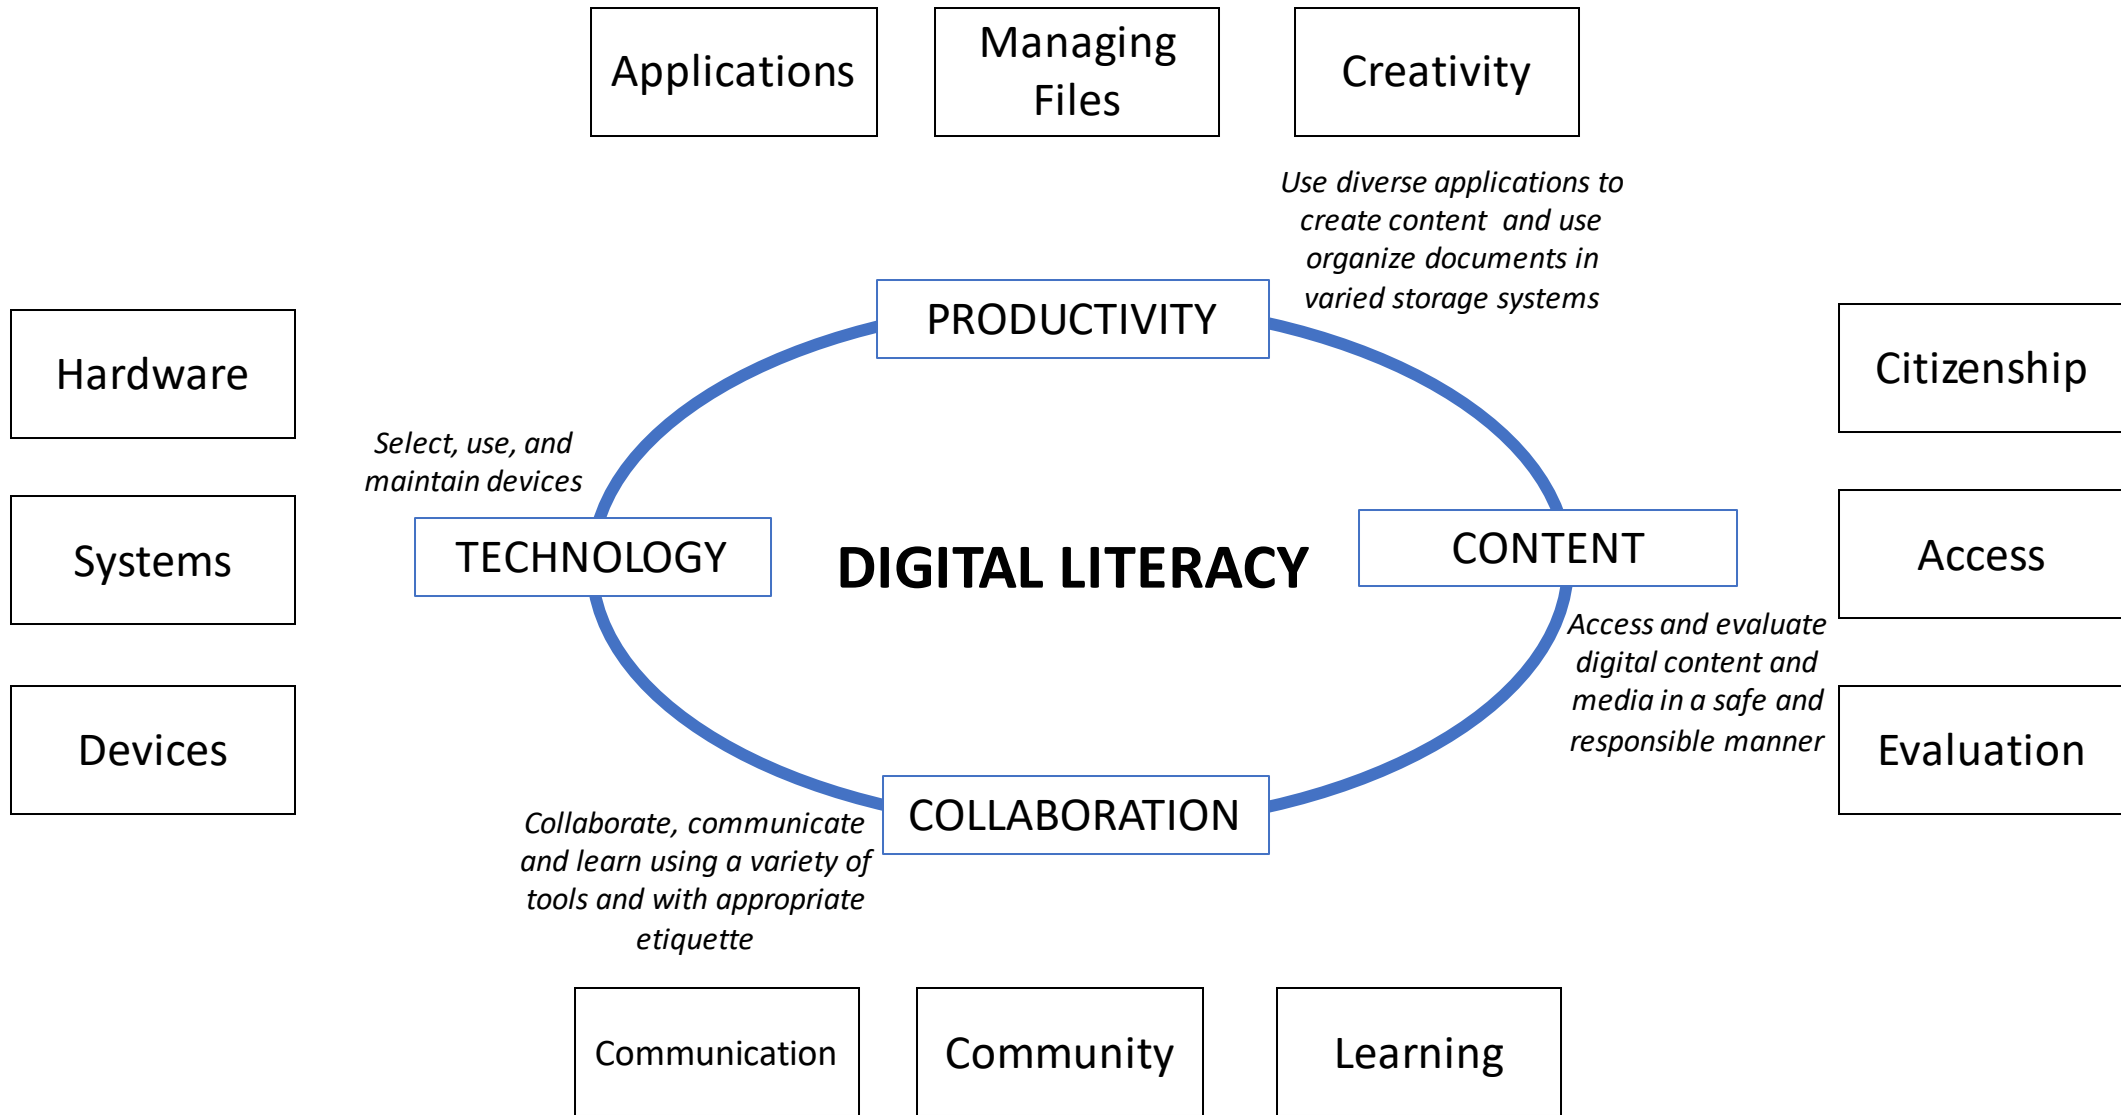 Applications
Managing
Files
Creativity
Use diverse applications to
create content and use
organize documents in
varied storage systems
PRODUCTIVITY
Hardware
Systems
Devices
Select, use, and
maintain devices
TECHNOLOGY
DIGITAL LITERACY
CONTENT
Access and evaluate
digital content and
media in a safe and
responsible manner
Citizenship
Access
Evaluation
COLLABORATION
Collaborate, communicate
and learn using a variety of
tools and with appropriate
etiquette
Communication
Community
Learning